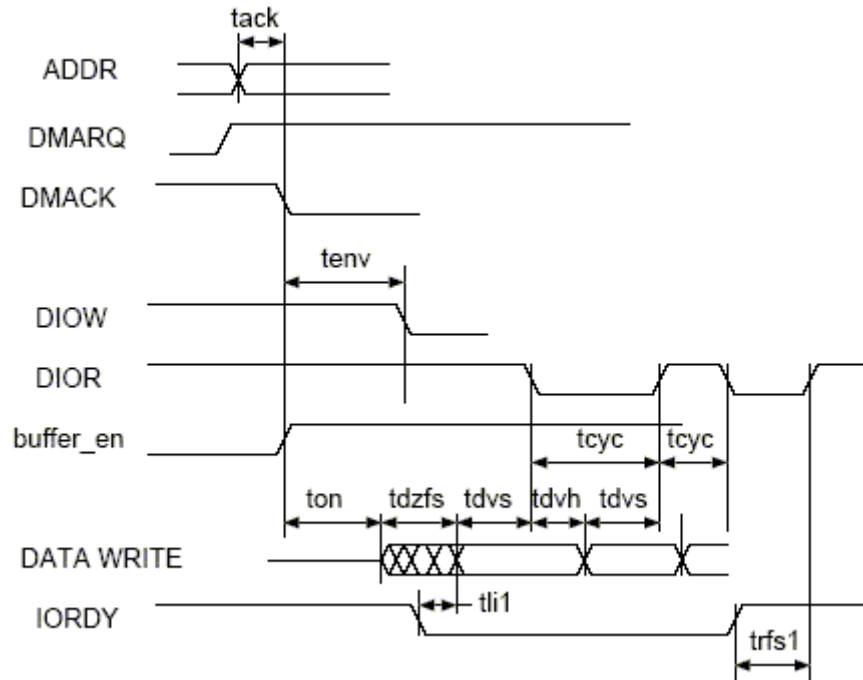 tack
ADDR
DMARQ
DMACK
tenv
DIOW
DIOR
buffer_en
tcyc tcyc
ton tdzfs tdvs tdvh tdvs
DATA WRITE
tli1
IORDY
trfs1